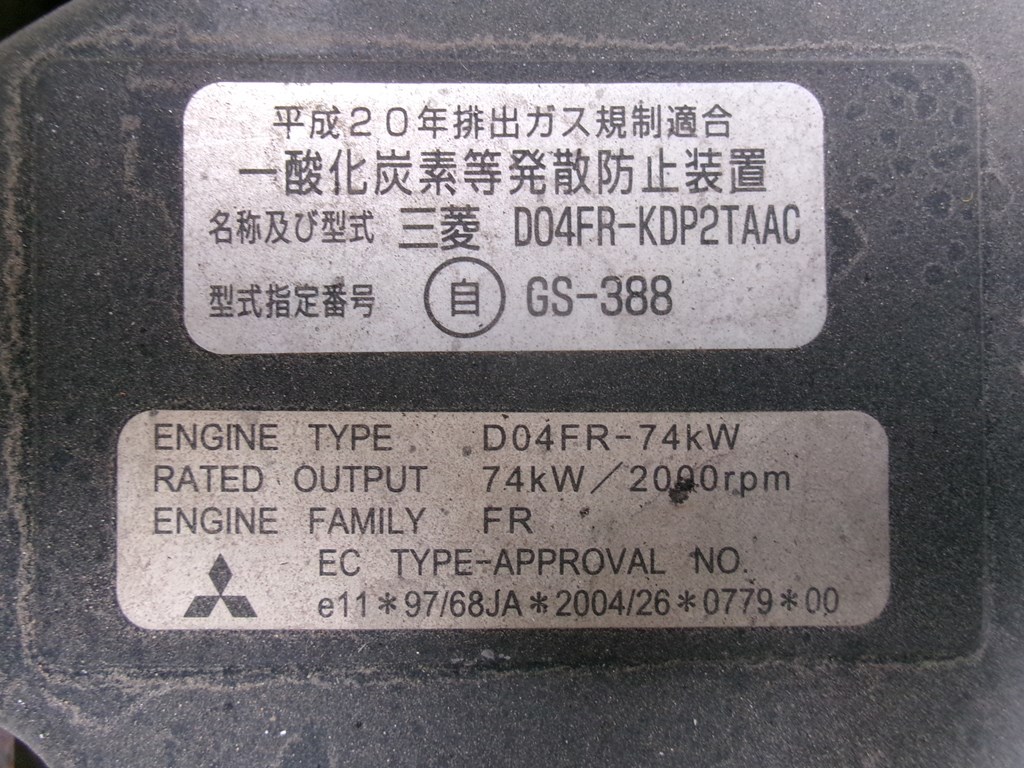 平成20年排出ガス規制適合
一酸化炭素等発散防止装置
名称及び型式 三菱 D04FR-KDP2TAAC
型式指定番号 自 GS-388
ENGINE TYPE D04FR-74kW
RATED OUTPUT 74kW/2000rpm
ENGINE FAMILY FR
EC TYPE-APPROVAL NO.
e11*97/68JA*2004/26*0779*00